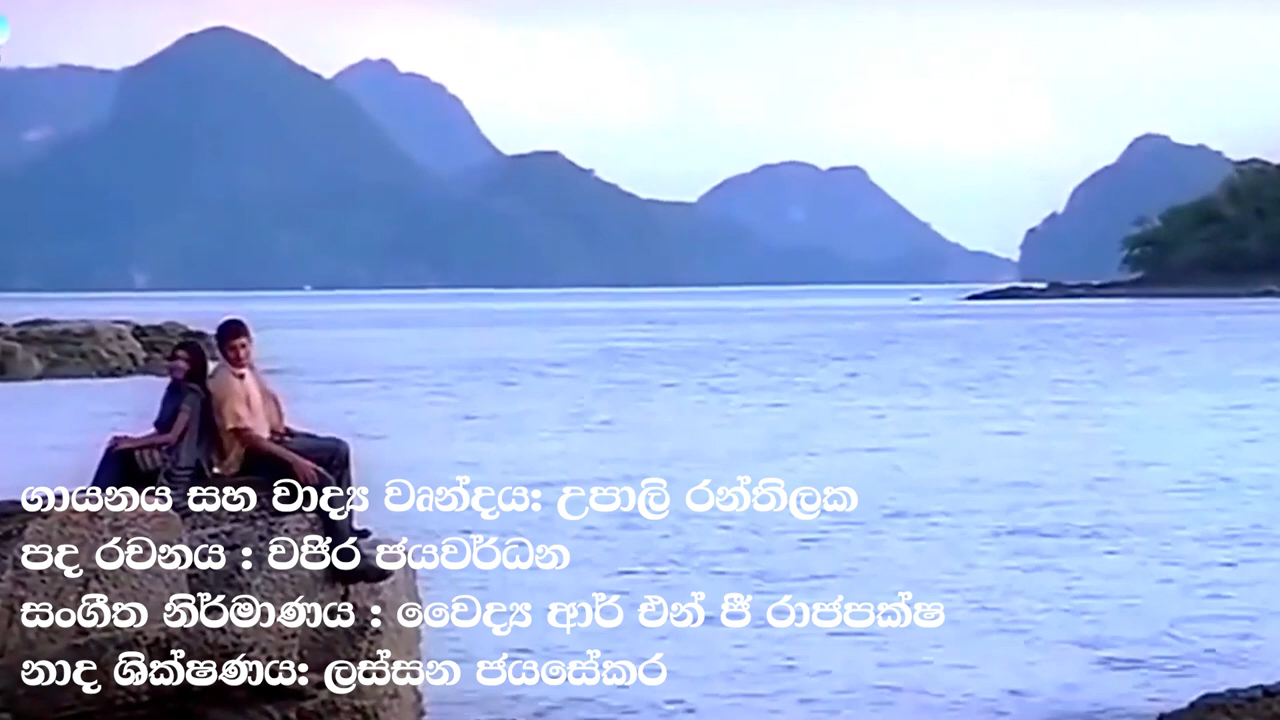 ගායනය සහ වාද්‍ය වෘන්දය: උපාලි රන්තිලක
පද රචනය : වජිර ජයවර්ධන
සංගීත නිර්මාණය : වෛද්‍ය ආර් එන් ජී රාජපක්ෂ
නාද ශික්ෂණය: ලස්සන ජයසේකර